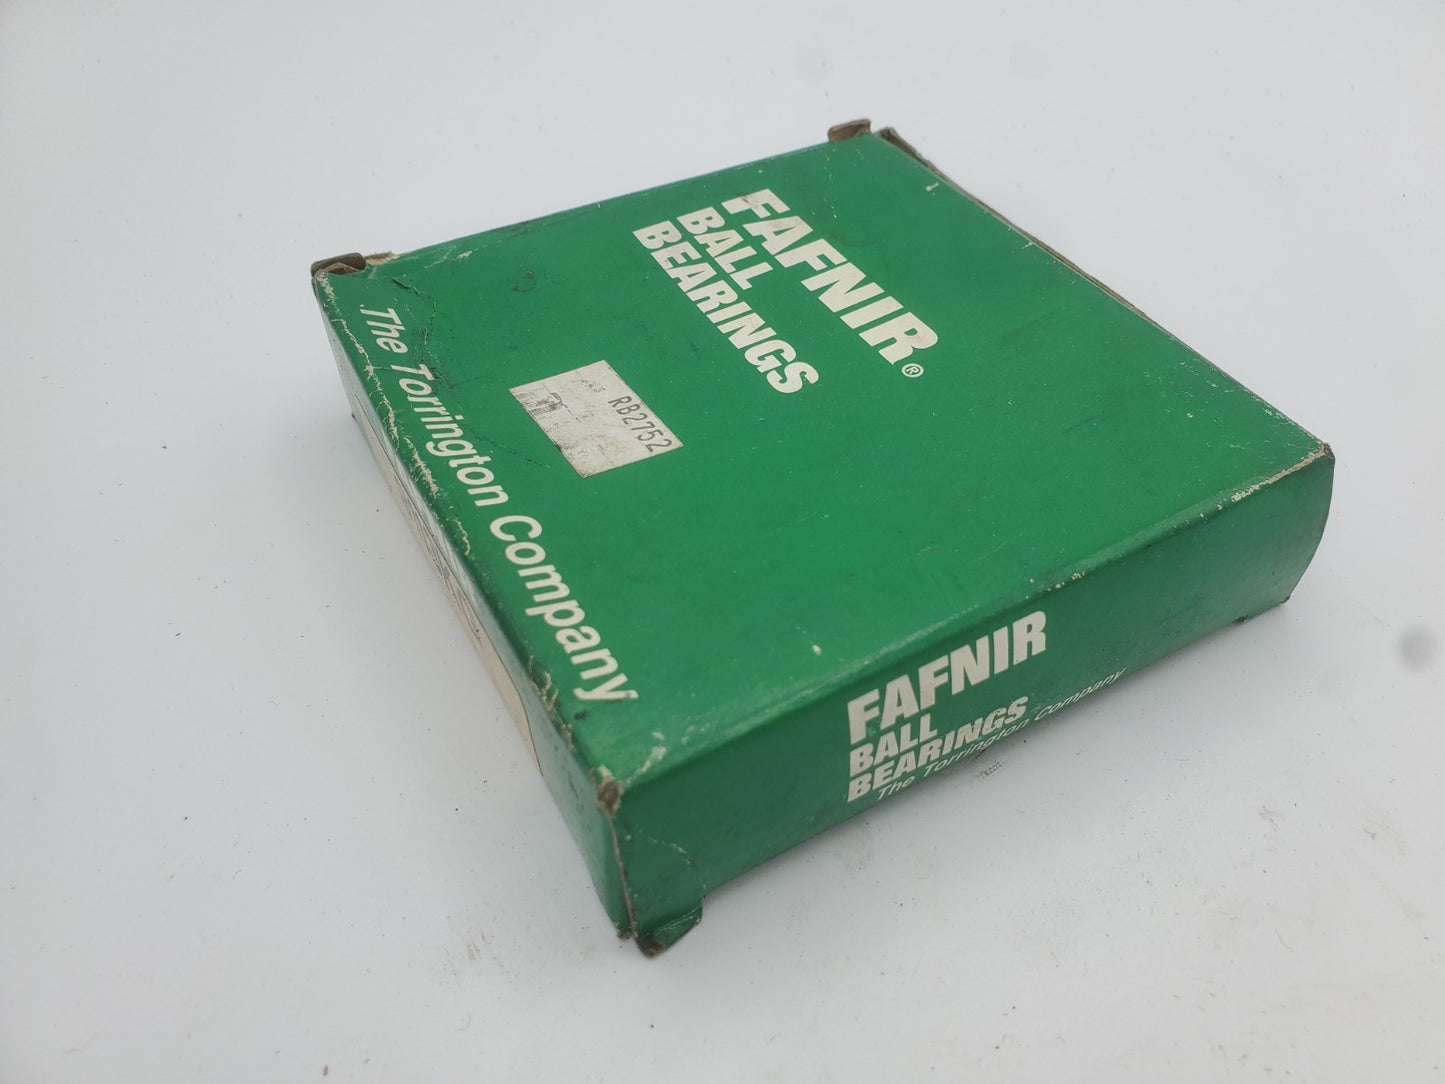 FAFNIR®
BALL
BEARINGS
RB2752
The Torrington Company
FAFNIR
BALL
BEARINGS
The Torrington Company